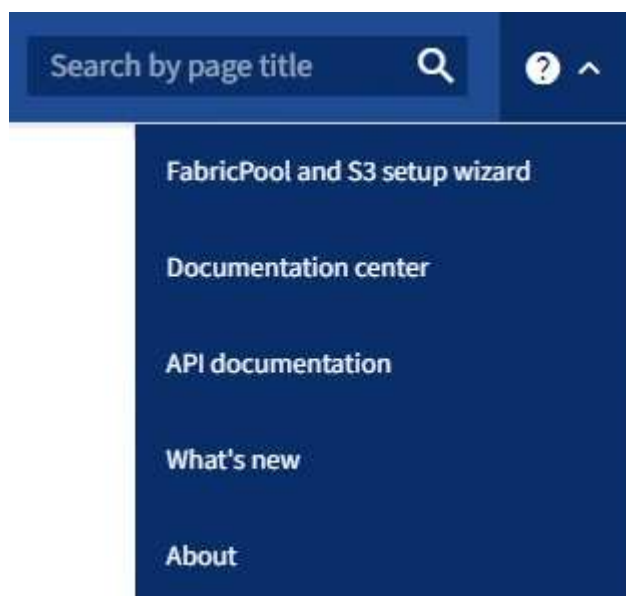 Search by page title
?
FabricPool and S3 setup wizard
Documentation center
API documentation
What's new
About